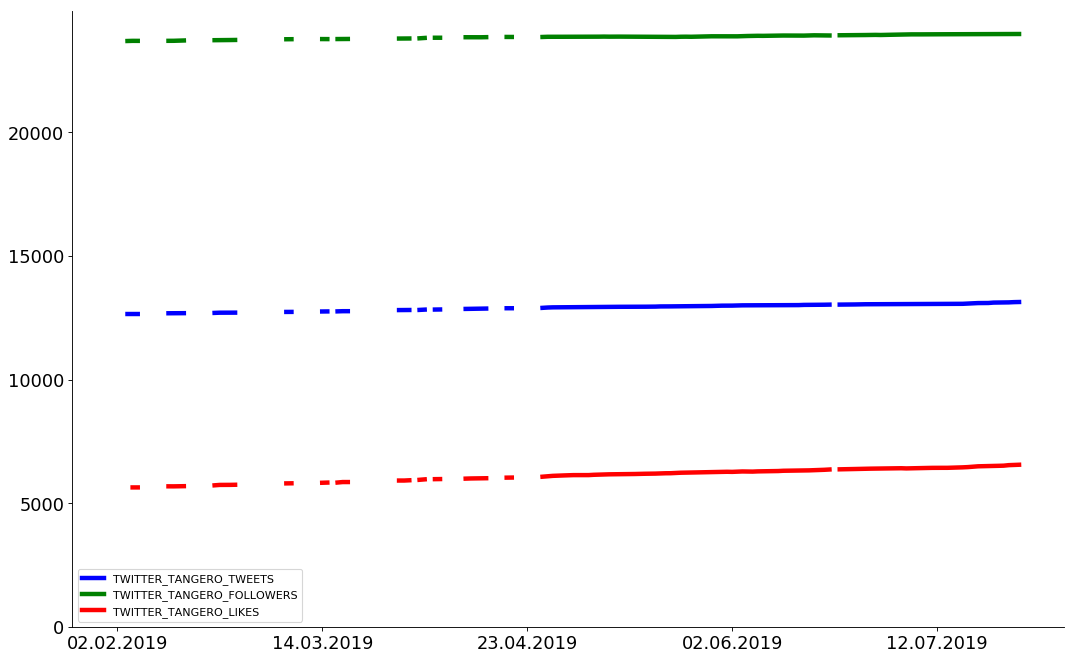 20000
15000
10000
5000
0
TWITTER_TANGERO_TWEETS
TWITTER_TANGERO_FOLLOWERS
TWITTER_TANGERO_LIKES
02.02.2019 14.03.2019 23.04.2019 02.06.2019 12.07.2019